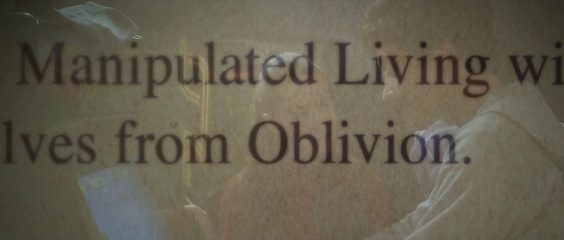 Manipulated Living
lves from Oblivion.